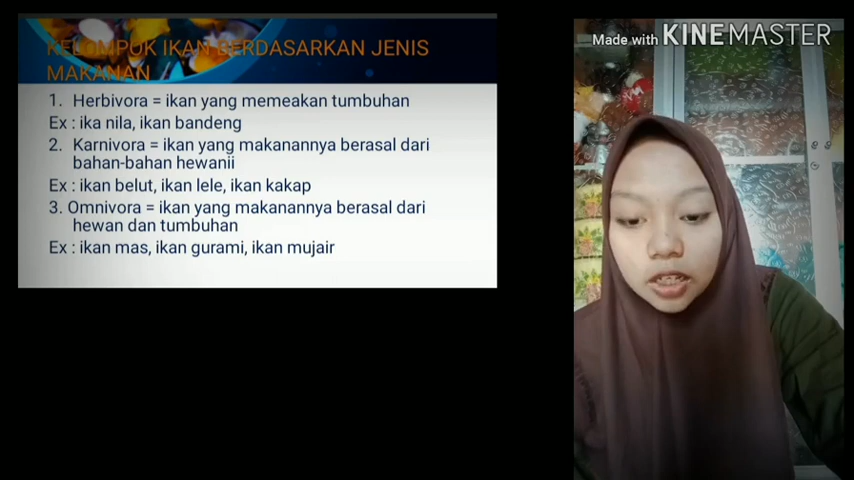 KELOMPUK IKAN BERDASARKAN JENIS
MAKANAN
1. Herbivora = ikan yang memeakan tumbuhan
Ex : ika nila, ikan bandeng
2. Karnivora = ikan yang makanannya berasal dari
bahan-bahan hewanii
Ex : ikan belut, ikan lele, ikan kakap
3. Omnivora = ikan yang makanannya berasal dari
hewan dan tumbuhan
Ex : ikan mas, ikan gurami, ikan mujair
Made with KINEMASTER